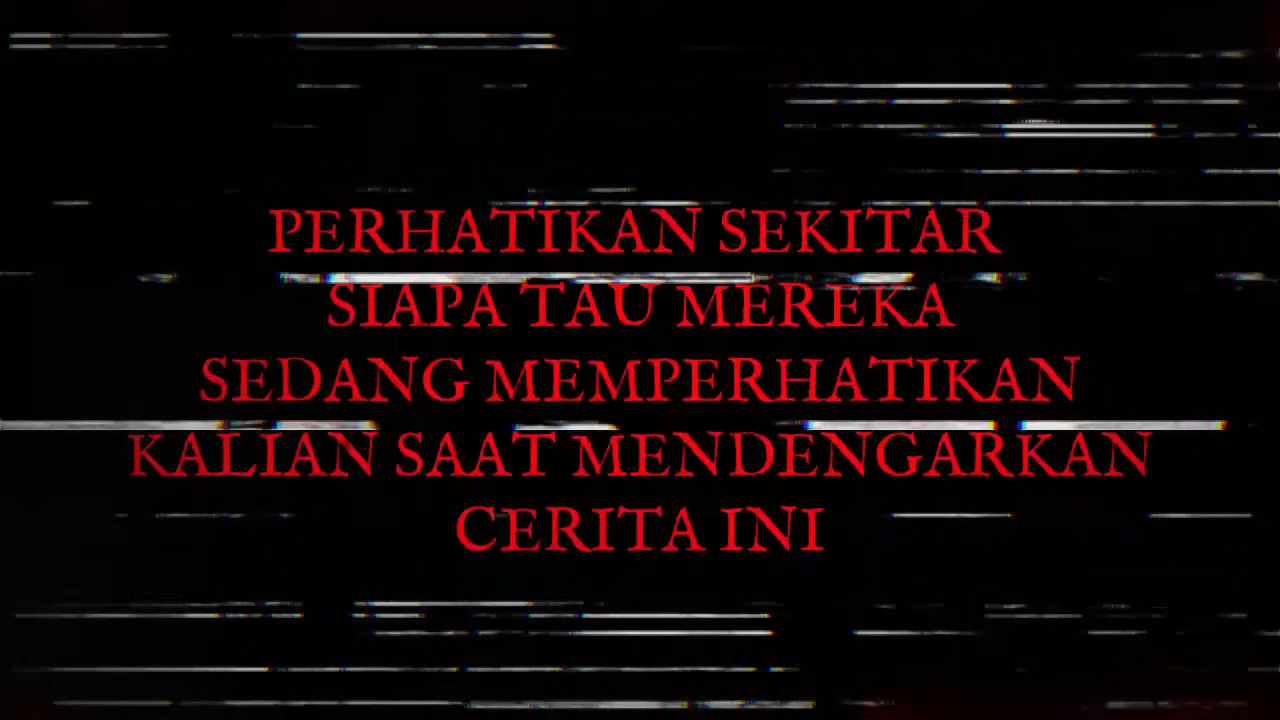 PERHATIKAN SEKITAR
SIAPA TAU MEREKA
SEDANG MEMPERHATIKAN
KALIAN SAAT MENDENGARKAN
CERITA INI